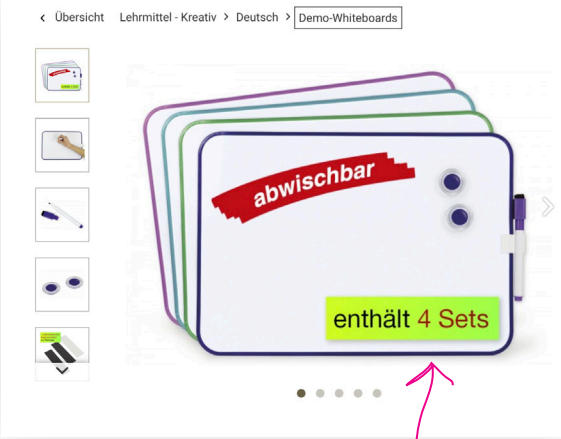 Übersicht Lehrmittel - Kreativ > Deutsch > Demo-Whiteboards
abwischbar
enthält 4 Sets